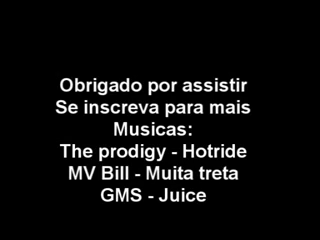 Obrigado por assistir
Se inscreva para mais
Musicas:
The prodigy - Hotride
MV Bill - Muita treta
GMS - Juice